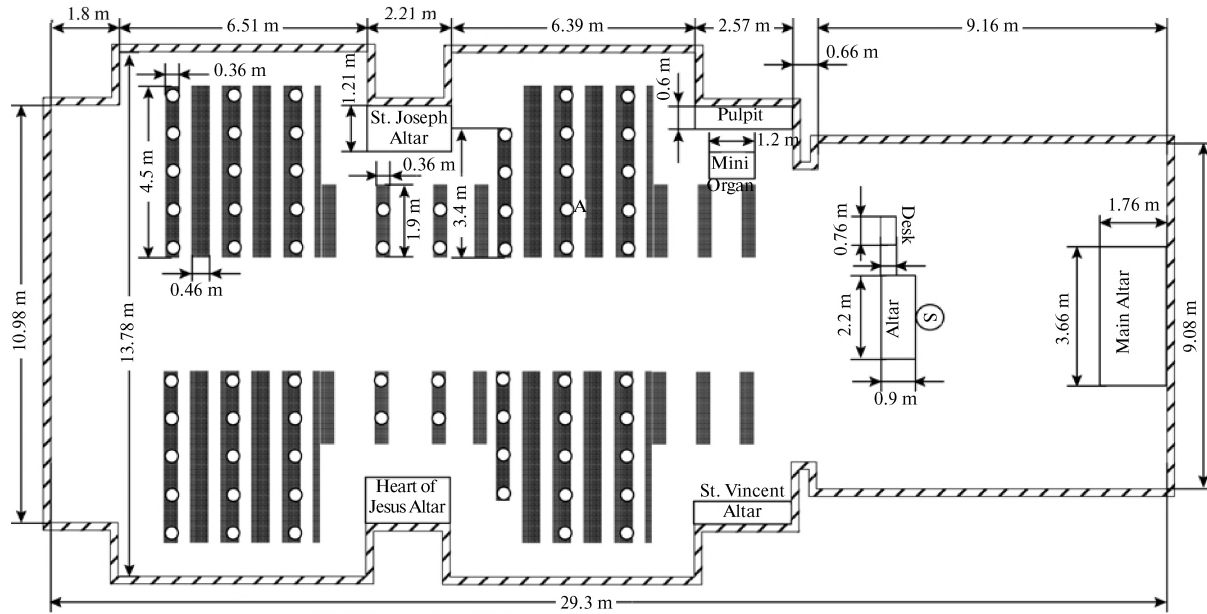 1.8 m
6.51 m
2.21 m
6.39 m
2.57 m
9.16 m
0.66 m
0.36 m
1.21 m
0.6 m
St. Joseph
Altar
Pulpit
1.2 m
Mini
Organ
4.5 m
0.36 m
1.9 m
3.4 m
A
0.76 m
Desk
1.76 m
0.46 m
10.98 m
13.78 m
2.2 m
Altar
S
3.66 m
Main Altar
9.08 m
0.9 m
Heart of
Jesus Altar
St. Vincent
Altar
29.3 m